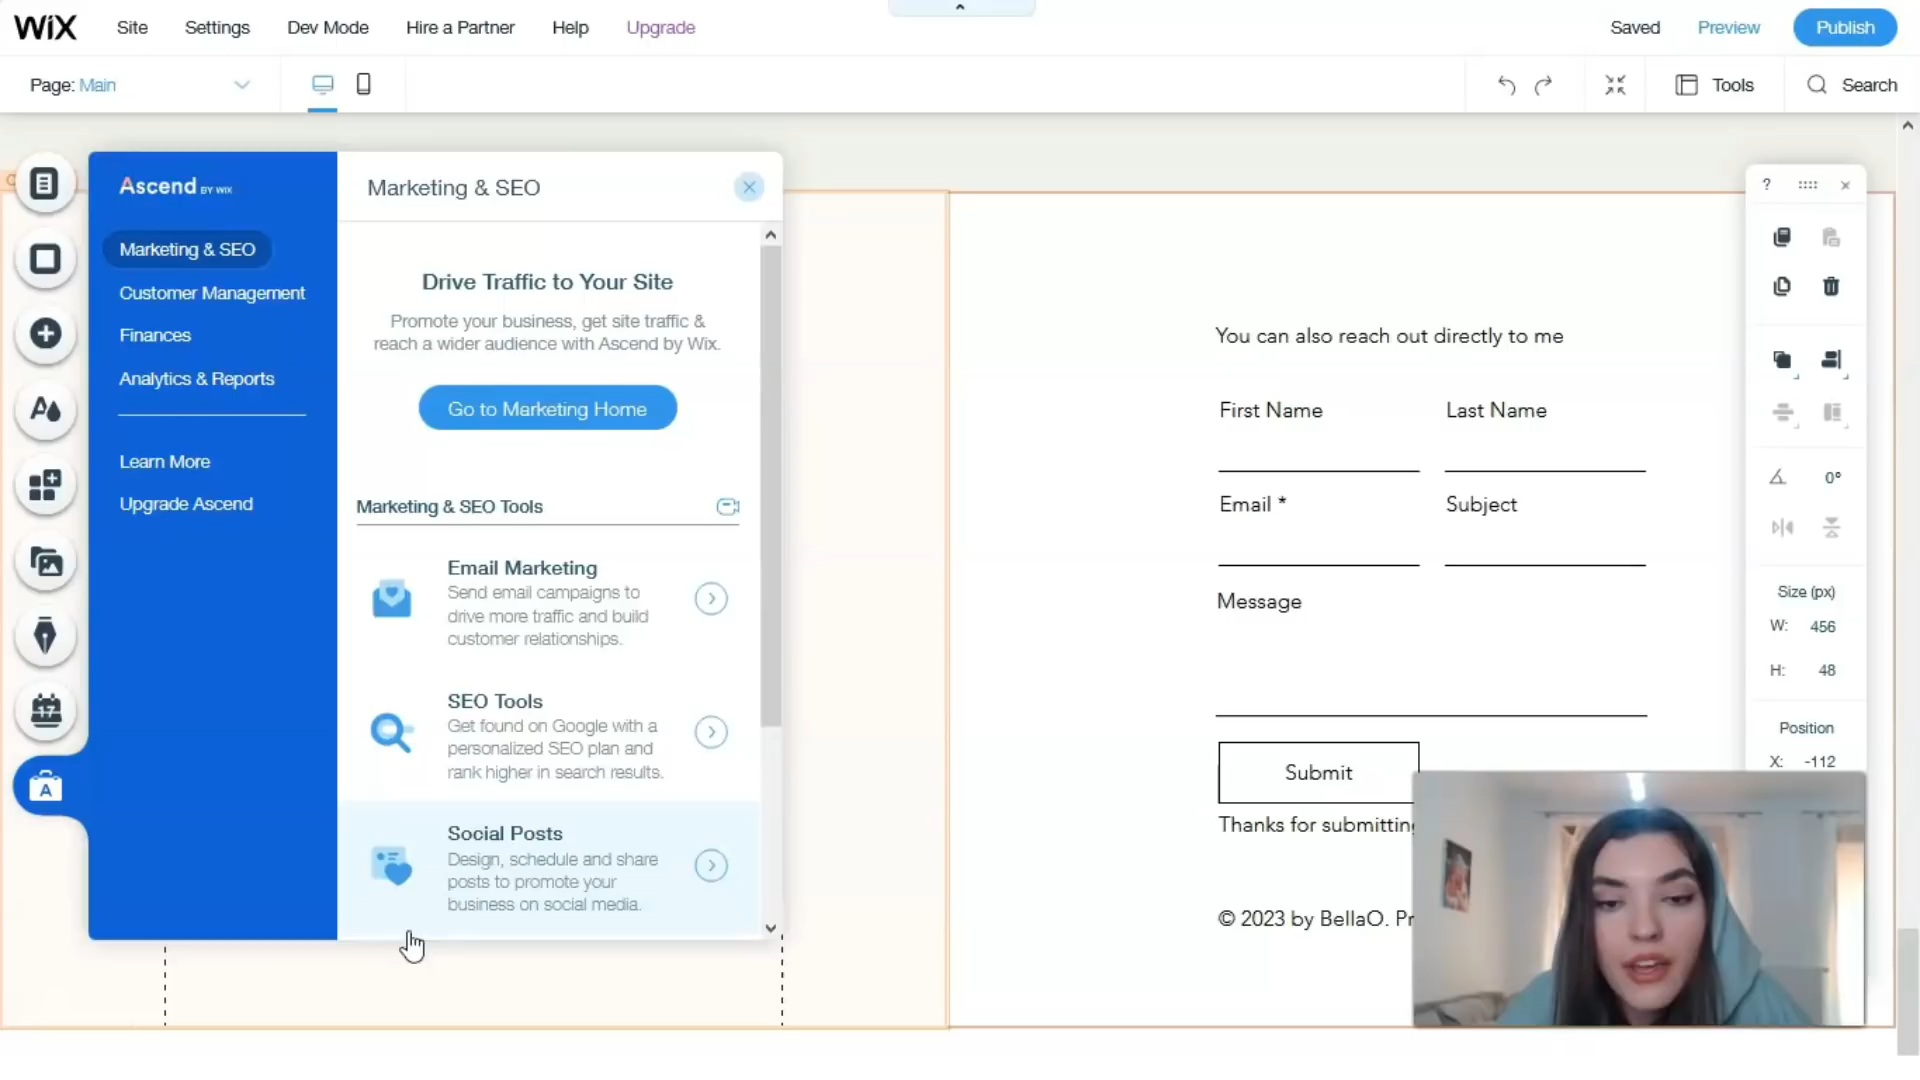 WiX
Site
Settings
Dev Mode
Hire a Partner
Help
Upgrade
Saved
Preview
Publish
Page: Main
Tools
Search
Ascend BY WIX
Marketing & SEO
Customer Management
Finances
Analytics & Reports
Learn More
Upgrade Ascend
Marketing & SEO
Drive Traffic to Your Site
Promote your business, get site traffic &
reach a wider audience with Ascend by Wix.
Go to Marketing Home
Marketing & SEO Tools
Email Marketing
Send email campaigns to
drive more traffic and build
customer relationships.
SEO Tools
Get found on Google with a
personalized SEO plan and
rank higher in search results.
Social Posts
Design, schedule and share
posts to promote your
business on social media.
17
A
You can also reach out directly to me
First Name
Last Name
Email *
Subject
Message
Submit
Thanks for submitting
© 2023 by BellaO. Pr
?
0°
Size (px)
W: 456
H: 48
Position
X: -112